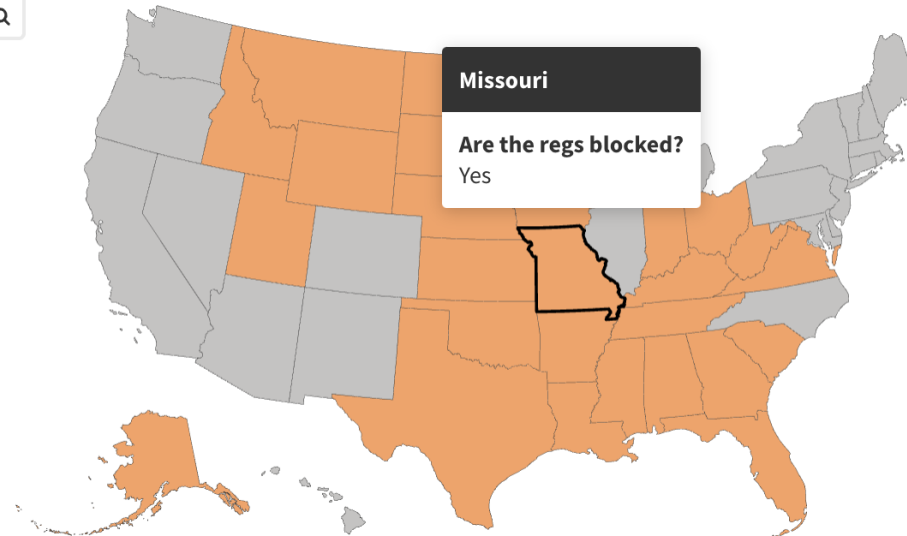 Missouri
Are the regs blocked?
Yes